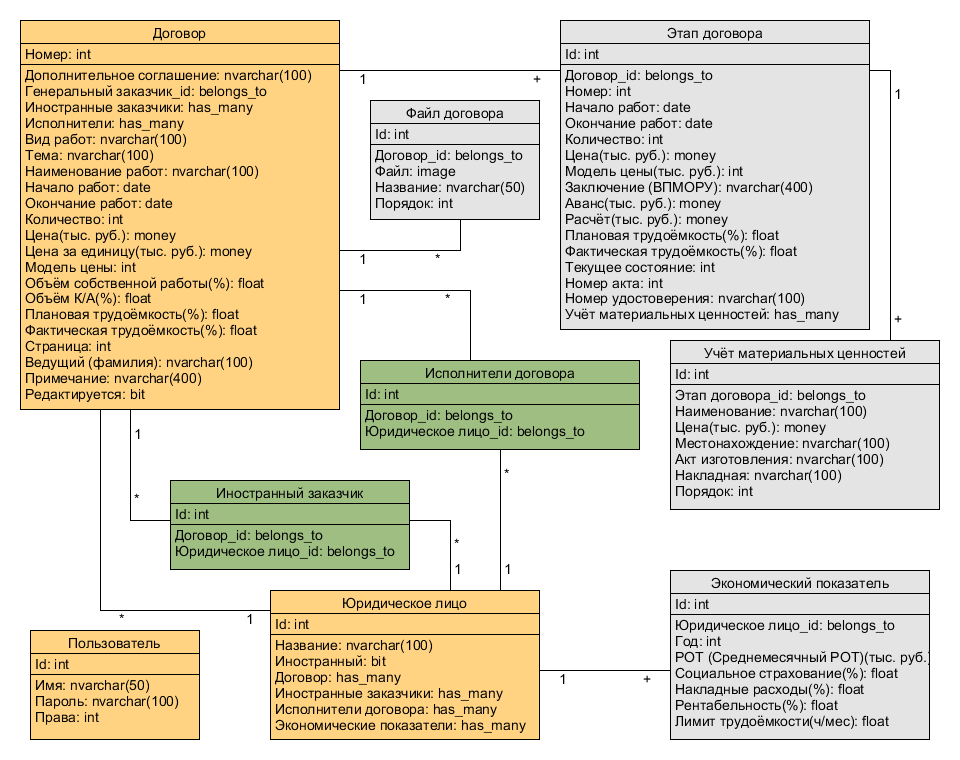 Договор
Номер: int
Дополнительное соглашение: nvarchar(100)
Генеральный заказчик_id: belongs_to
Иностранные заказчики: has_many
Исполнители: has_many
Вид работ: nvarchar(100)
Тема: nvarchar(100)
Наименование работ: nvarchar(100)
Начало работ: date
Окончание работ: date
Количество: int
Цена(тыс. руб.): money
Цена за единицу(тыс. руб.): money
Модель цены: int
Объём собственной работы(%): float
Объём К/А(%): float
Плановая трудоёмкость(%): float
Фактическая трудоёмкость(%): float
Страница: int
Ведущий (фамилия): nvarchar(100)
Примечание: nvarchar(400)
Редактируется: bit
1
+
Файл договора
Id: int
Договор_id: belongs_to
Файл: image
Название: nvarchar(50)
Порядок: int
1
*
1
*
Этап договора
Id: int
Договор_id: belongs_to
Номер: int
Начало работ: date
Окончание работ: date
Количество: int
Цена(тыс. руб.): money
Модель цены(тыс. руб.): int
Заключение (ВПМОРУ): nvarchar(400)
Аванс(тыс. руб.): money
Расчёт(тыс. руб.): money
Плановая трудоёмкость(%): float
Фактическая трудоёмкость(%): float
Текущее состояние: int
Номер акта: int
Номер удостоверения: nvarchar(100)
Учёт материальных ценностей: has_many
1
+
Учёт материальных ценностей
Id: int
Этап договора_id: belongs_to
Наименование: nvarchar(100)
Цена(тыс. руб.): money
Местонахождение: nvarchar(100)
Акт изготовления: nvarchar(100)
Накладная: nvarchar(100)
Порядок: int
Исполнители договора
Id: int
Договор_id: belongs_to
Юридическое лицо_id: belongs_to
*
1
1
*
Иностранный заказчик
Id: int
Договор_id: belongs_to
Юридическое лицо_id: belongs_to
*
1
*
1
Пользователь
Id: int
Имя: nvarchar(50)
Пароль: nvarchar(100)
Права: int
Юридическое лицо
Id: int
Название: nvarchar(100)
Иностранный: bit
Договор: has_many
Иностранные заказчики: has_many
Исполнители договора: has_many
Экономические показатели: has_many
1
+
Экономический показатель
Id: int
Юридическое лицо_id: belongs_to
Год: int
РОТ (Среднемесячный РОТ)(тыс. руб.)
Социальное страхование(%): float
Накладные расходы(%): float
Рентабельность(%): float
Лимит трудоёмкости(ч/мес): float